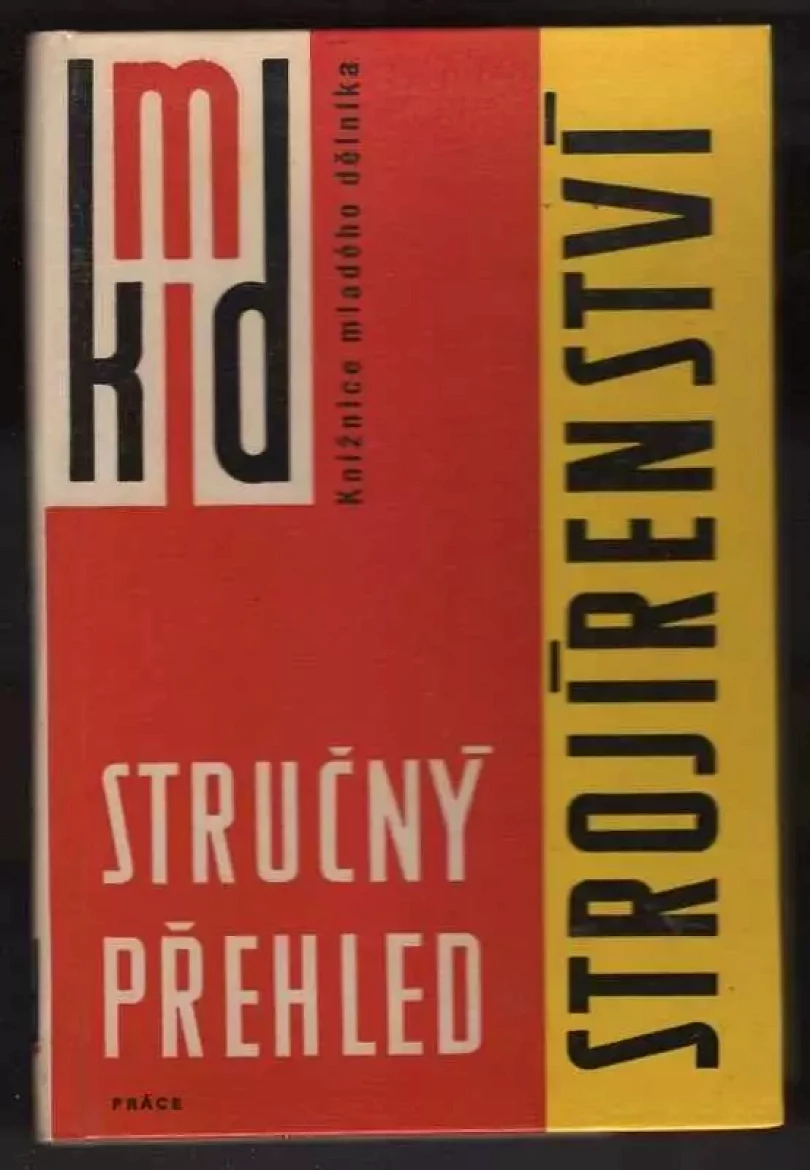 kmd
Knižnice mladého dělníka
STRUČNÝ
PŘEHLED
STROJÍRENSTVÍ
PRÁCE